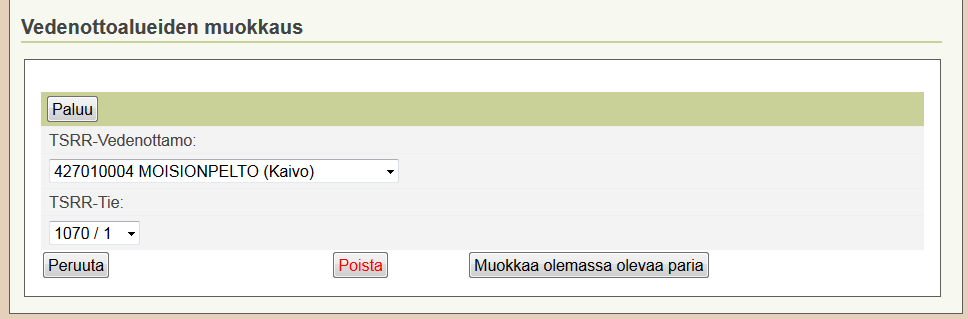 Vedenottoalueiden muokkaus
Paluu
TSRR-Vedenottamo:
427010004 MOISIONPELTO (Kaivo)
TSRR-Tie:
1070 / 1
Peruuta Poista Muokkaa olemassa olevaa paria